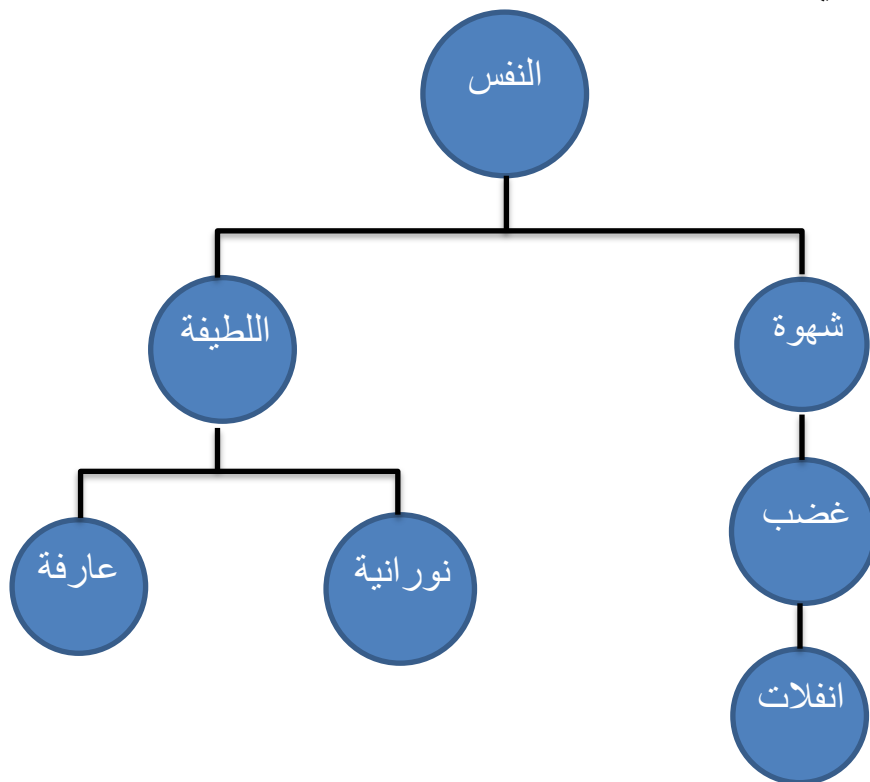 النفس
شهوة
اللطيفة
غضب
نورانية
عارفة
انفلات